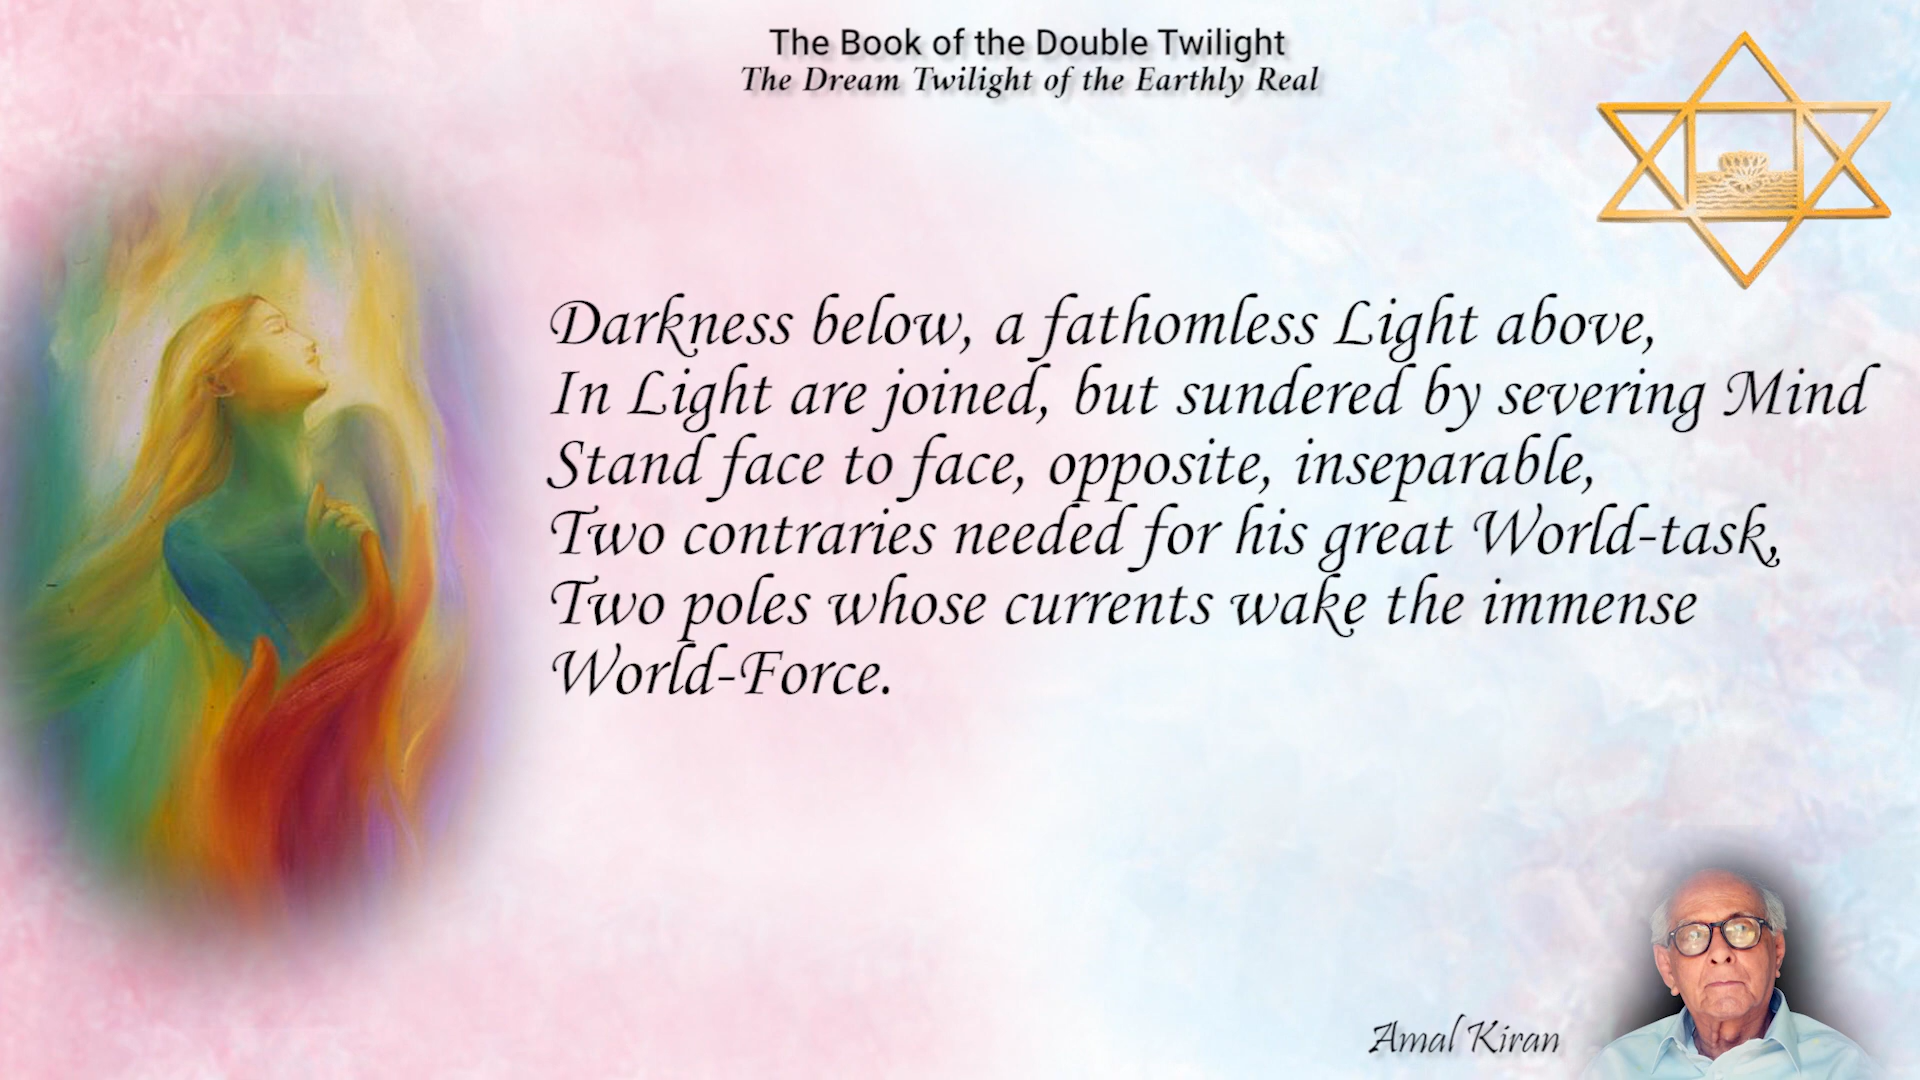 The Book of the Double Twilight
The Dream Twilight of the Earthly Real
Darkness below, a fathomless Light above,
In Light are joined, but sundered by severing Mind
Stand face to face, opposite, inseparable,
Two contraries needed for his great World-task,
Two poles whose currents wake the immense
World-Force.
Amal Kiran